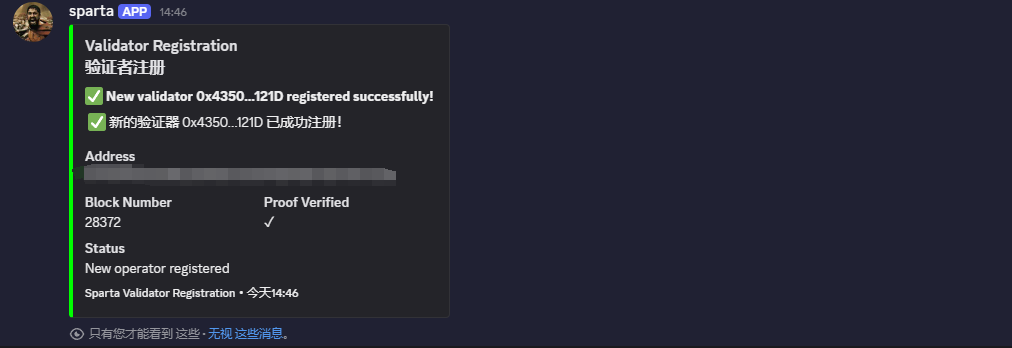 sparta APP 14:46
Validator Registration
验证者注册
✅ New validator 0x4350...121D registered successfully!
✅ 新的验证器 0x4350...121D 已成功注册！
Address
Block Number Proof Verified
28372 ✓
Status
New operator registered
Sparta Validator Registration • 今天14:46
只有您才能看到 这些 · 无视 这些消息。